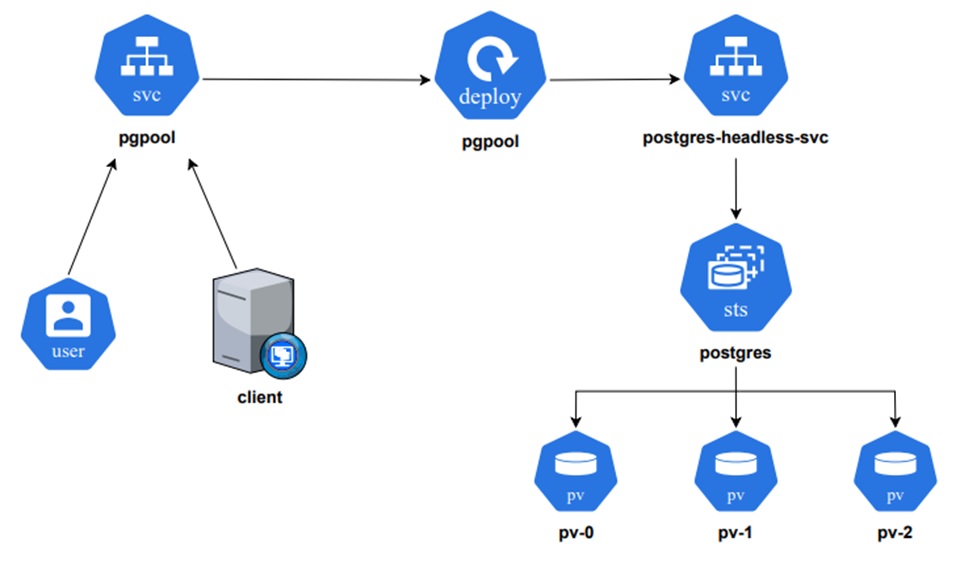 svc
deploy
svc
pgpool
pgpool
postgres-headless-svc
sts
user
postgres
client
pv
pv
pv
pv-0
pv-1
pv-2